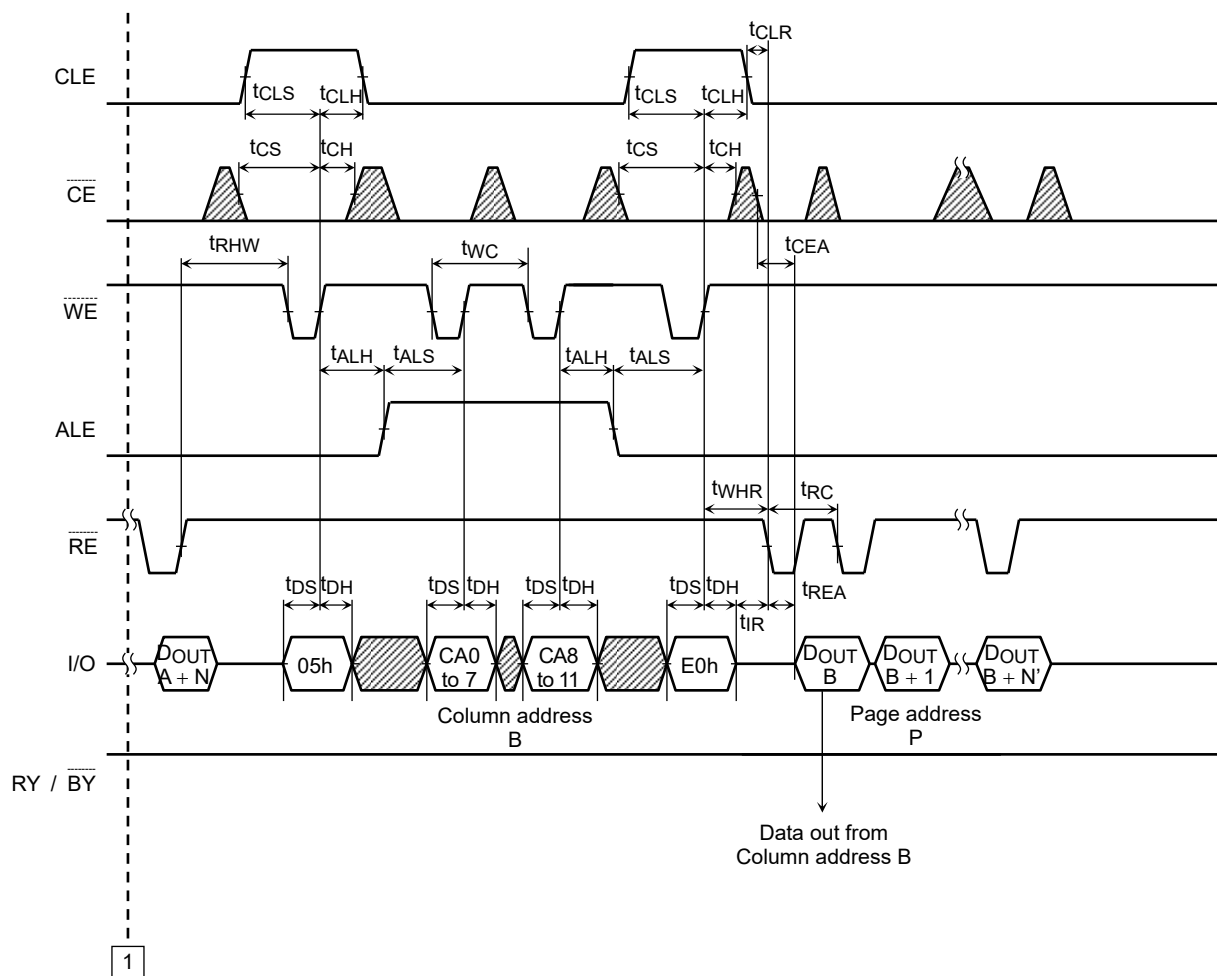 tCLR
CLE
tCLS tCLH tCLS tCLH
tCS tCH tCS tCH
CE
tRHW tWC tCEA
WE
tALH tALS tALH tALS
ALE
tWHR tRC
RE
tDS tDH tDS tDH tDS tDH tDS tDH tREA
tIR
I/O DOUT A + N 05h CA0 to 7 CA8 to 11 E0h DOUT B DOUT B + 1 DOUT B + N’
Column address
B
Page address
P
RY / BY
Data out from
Column address B
1